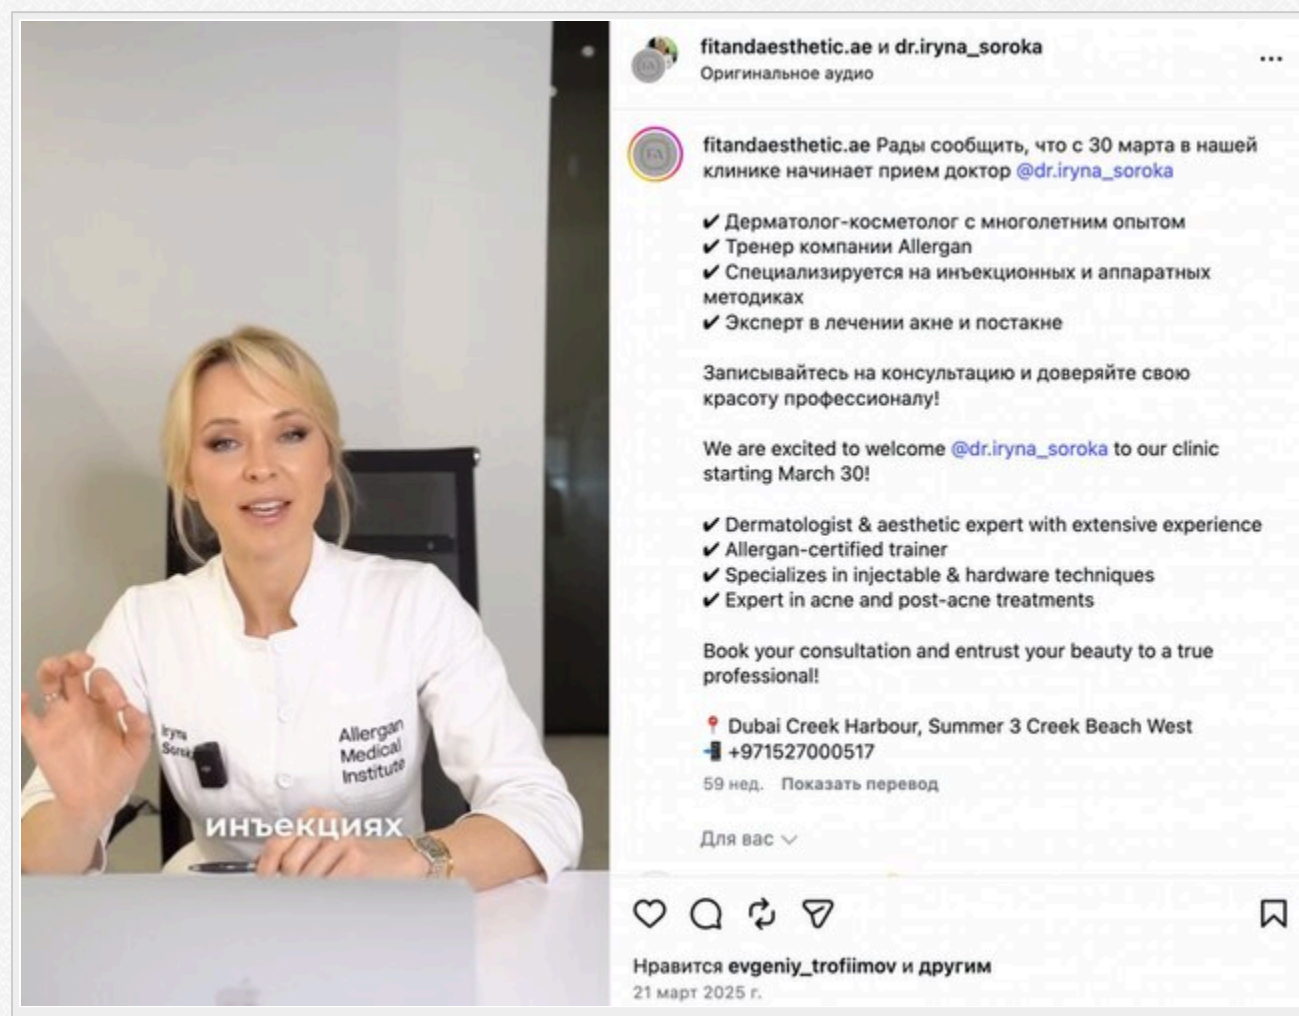 fitandaesthetic.ae и dr.iryna_soroka
Оригинальное аудио
FA
fitandaesthetic.ae Рады сообщить, что с 30 марта в нашей
клинике начинает прием доктор @dr.iryna_soroka
✔ Дерматолог-косметолог с многолетним опытом
✔ Тренер компании Allergan
✔ Специализируется на инъекционных и аппаратных
методиках
✔ Эксперт в лечении акне и постакне
Записывайтесь на консультацию и доверяйте свою
красоту профессионалу!
We are excited to welcome @dr.iryna_soroka to our clinic
starting March 30!
✔ Dermatologist & aesthetic expert with extensive experience
✔ Allergan-certified trainer
✔ Specializes in injectable & hardware techniques
✔ Expert in acne and post-acne treatments
Book your consultation and entrust your beauty to a true
professional!
📍 Dubai Creek Harbour, Summer 3 Creek Beach West
📲 +971527000517
59 нед. Показать перевод
Для вас
Нравится evgeniy_trofiimov и другим
21 март 2025 г.
Iryna
Allergan
Medical
Institute
инъекциях